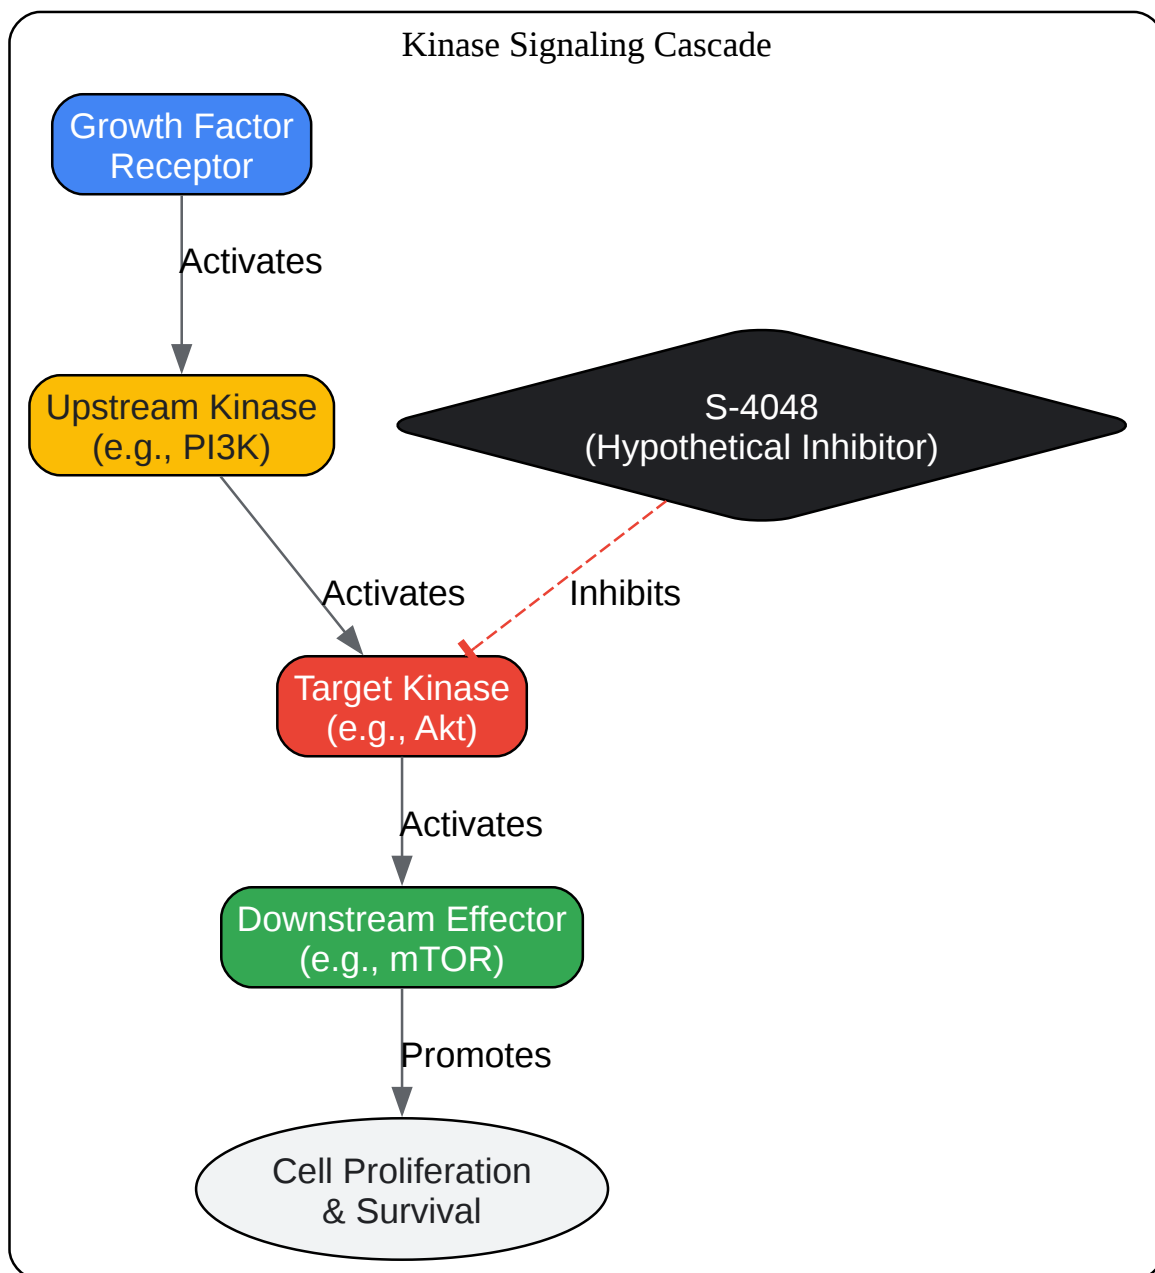 Kinase Signaling Cascade
Growth Factor
Receptor
Activates
Upstream Kinase
(e.g., PI3K)
S-4048
(Hypothetical Inhibitor)
Activates
Inhibits
Target Kinase
(e.g., Akt)
Activates
Downstream Effector
(e.g., mTOR)
Promotes
Cell Proliferation
& Survival